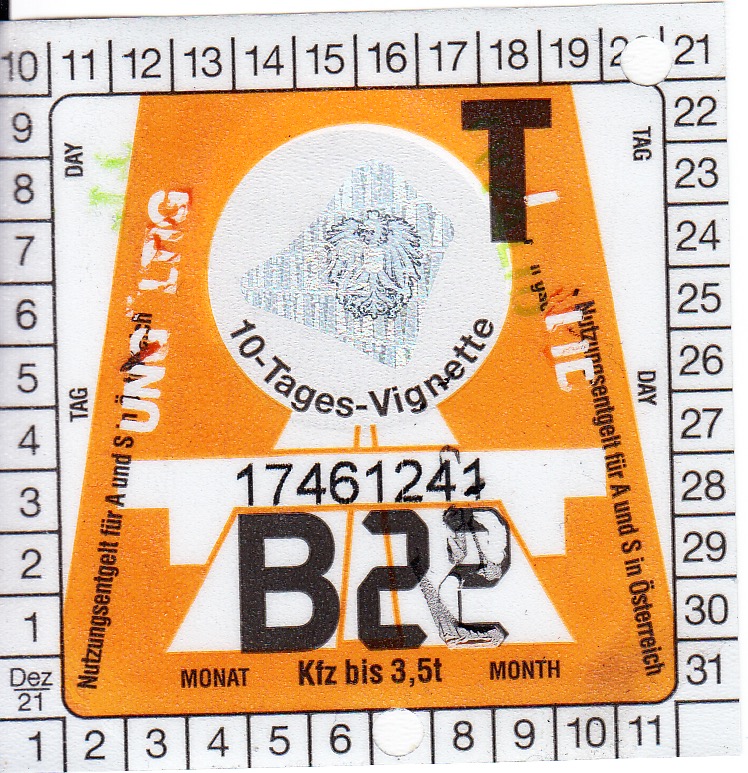 10 11 12 13 14 15 16 17 18 19 21
9 22
8 23
7 24
6 25
5 26
4 27
3 28
2 29
1 30
Dez 31
21
1 2 3 4 5 6 8 9 10 11
DAY
TAG
TAG
DAY
T
10-Tages-Vignette
17461241
B22
MONAT Kfz bis 3,5t MONTH
Nutzungsentgelt für A und S in Österreich
Nutzungsentgelt für A und S in Österreich